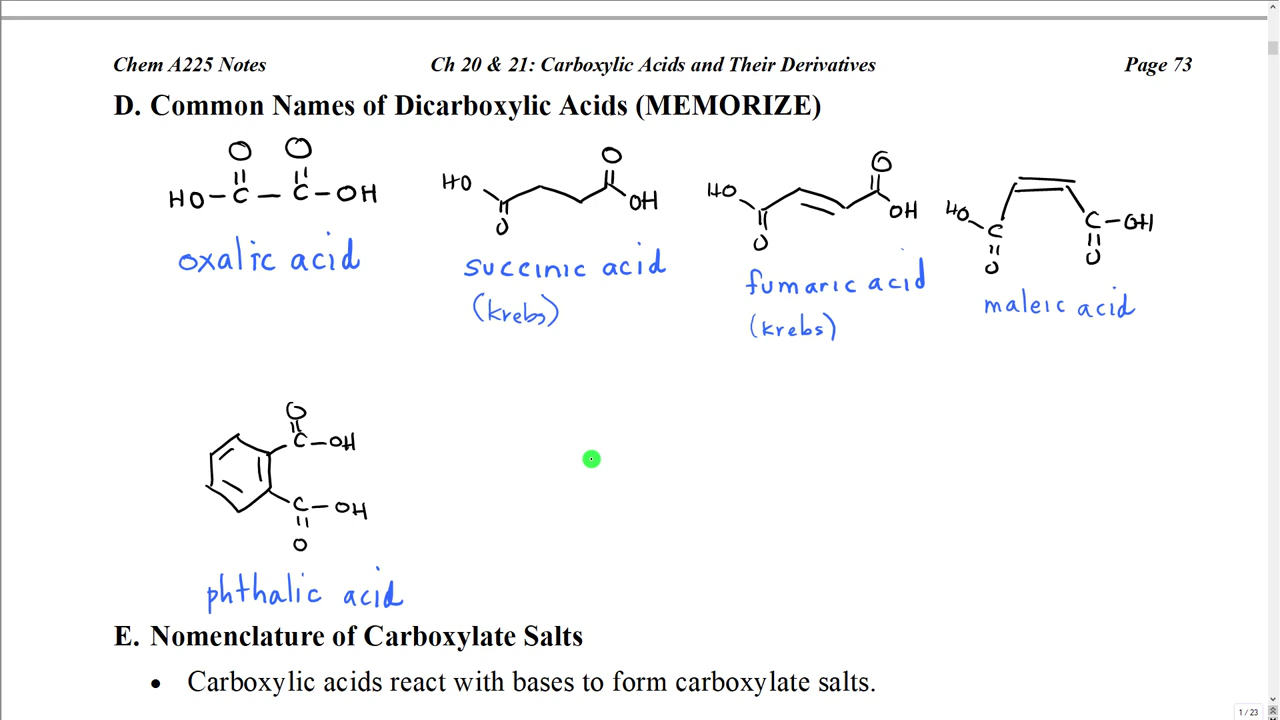 Chem A225 Notes Ch 20 & 21: Carboxylic Acids and Their Derivatives Page 73
D. Common Names of Dicarboxylic Acids (MEMORIZE)
O O
HO-C-C-OH
oxalic acid
O
HO
OH
O
succinic acid
(krebs)
O
HO
OH
O
fumaric acid
(krebs)
HO
C C-OH
O O
maleic acid
O
C-OH
C-OH
O
phthalic acid
E. Nomenclature of Carboxylate Salts
• Carboxylic acids react with bases to form carboxylate salts.
1 / 23